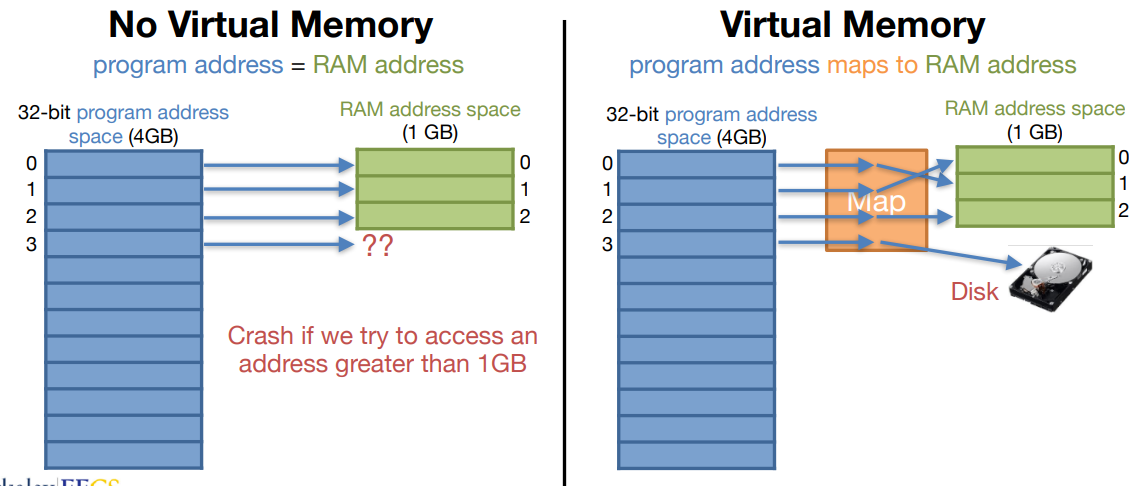 No Virtual Memory
program address = RAM address
32-bit program address
space (4GB)
RAM address space
(1 GB)
0
1
2
3
0
1
2
??
Crash if we try to access an
address greater than 1GB
Virtual Memory
program address maps to RAM address
32-bit program address
space (4GB)
RAM address space
(1 GB)
0
1
2
3
Map
0
1
2
Disk